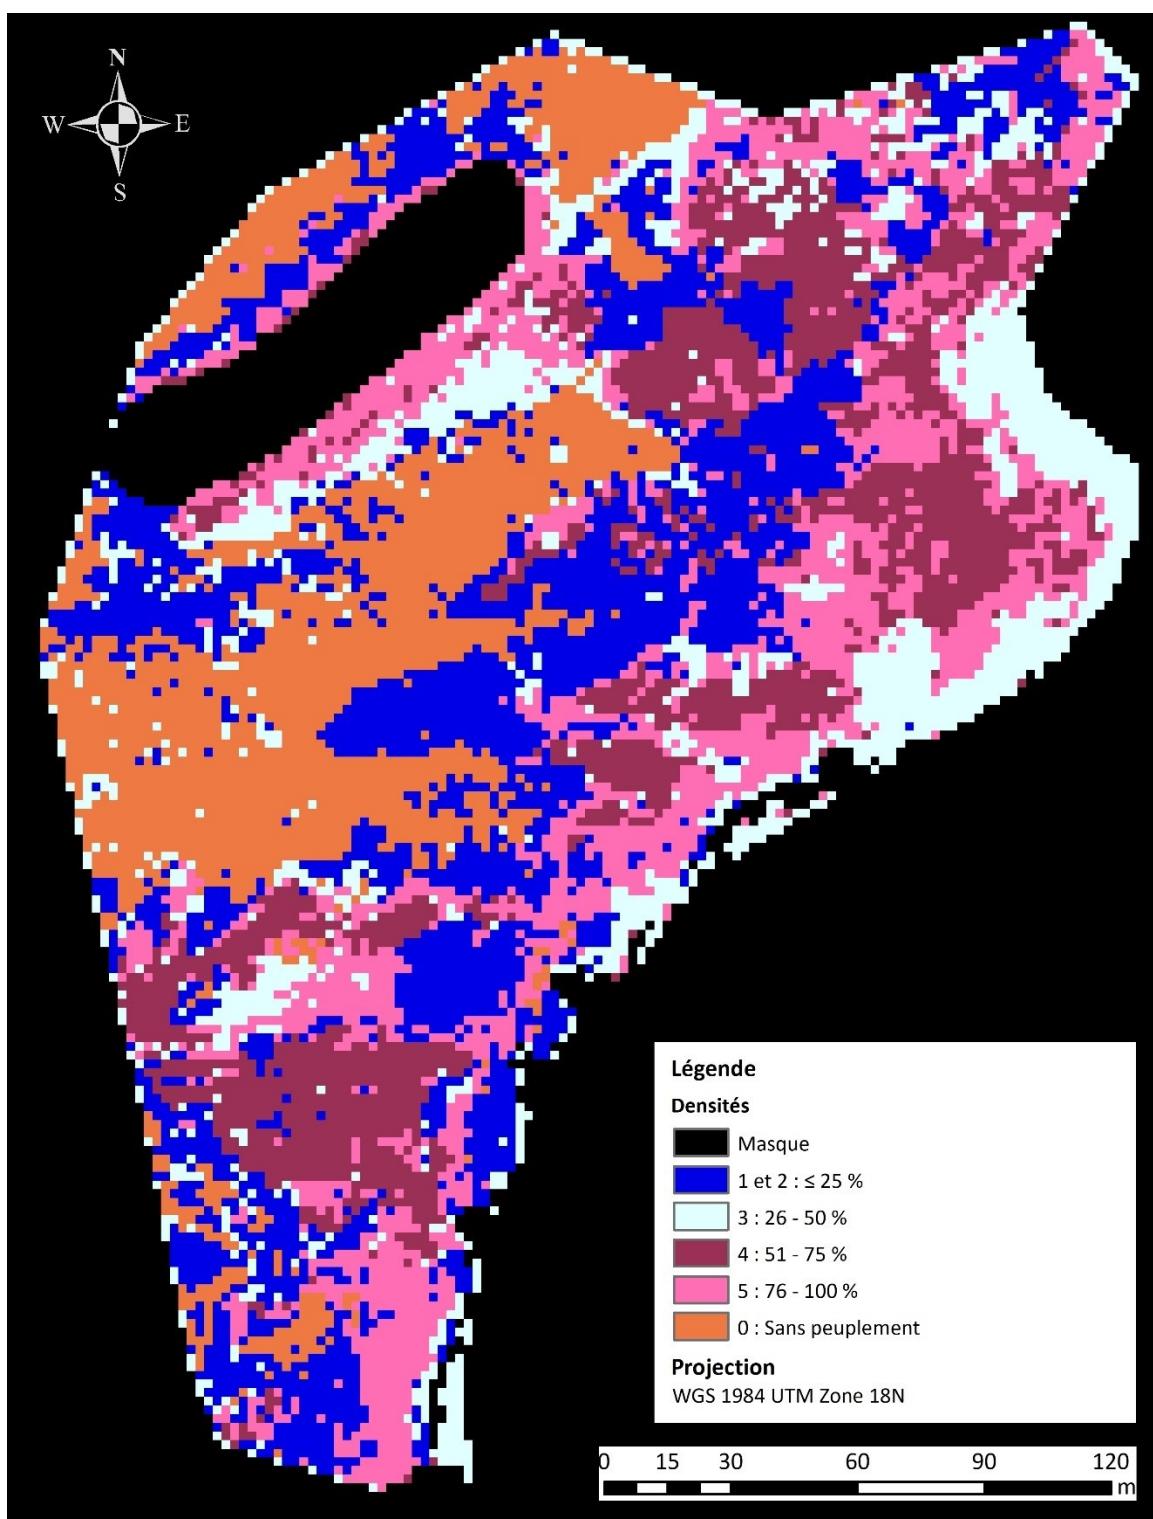 N
W E
S
Légende
Densités
Masque
1 et 2 : ≤ 25 %
3 : 26 - 50 %
4 : 51 - 75 %
5 : 76 - 100 %
0 : Sans peuplement
Projection
WGS 1984 UTM Zone 18N
0 15 30 60 90 120
m